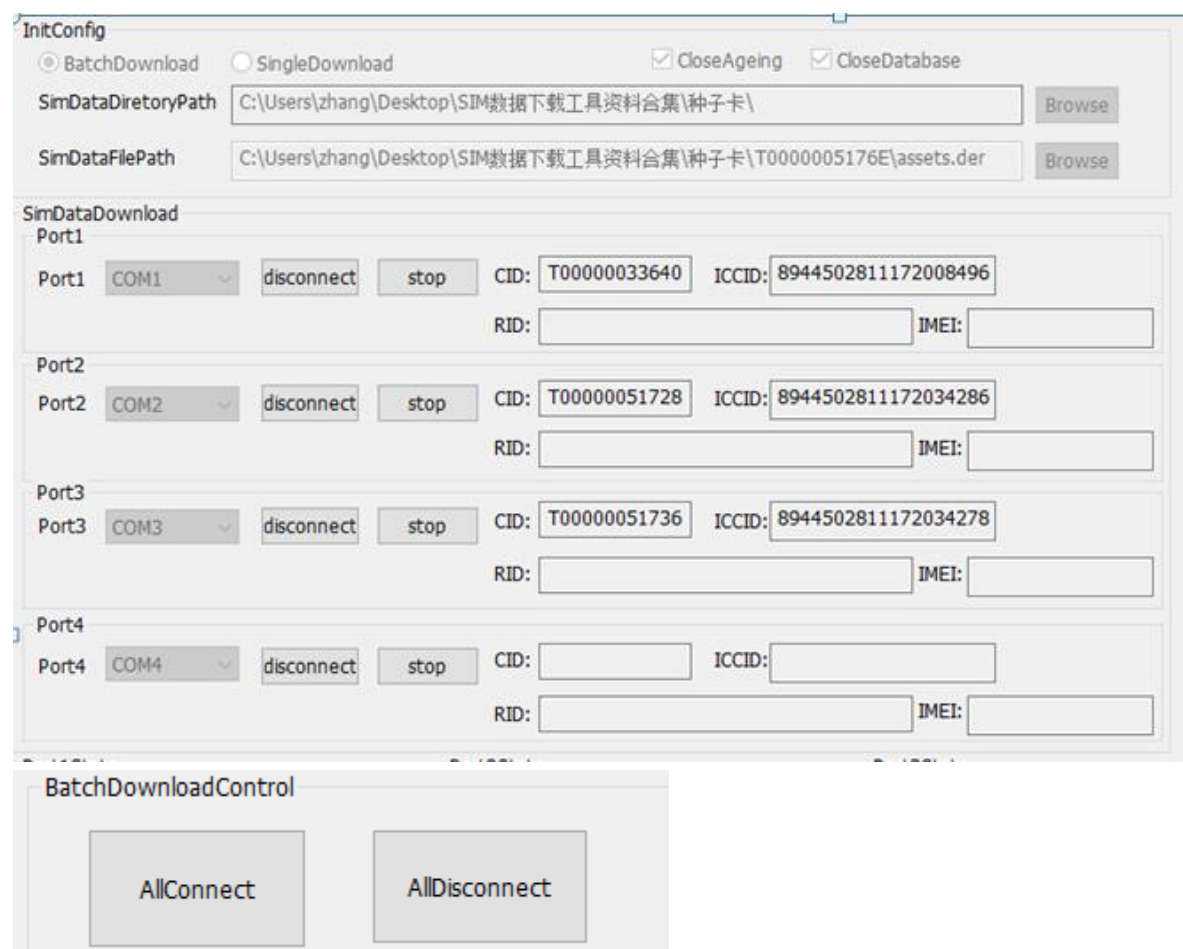 InitConfig
BatchDownload SingleDownload CloseAgeing CloseDatabase
SimDataDiretoryPath C:\Users\zhang\Desktop\SIM数据下载工具资料合集\种子卡\ Browse
SimDataFilePath C:\Users\zhang\Desktop\SIM数据下载工具资料合集\种子卡\T0000005176E\assets.der Browse
SimDataDownload
Port1
Port1 COM1 disconnect stop CID: T00000033640 ICCID: 8944502811172008496
RID: IMEI:
Port2
Port2 COM2 disconnect stop CID: T00000051728 ICCID: 8944502811172034286
RID: IMEI:
Port3
Port3 COM3 disconnect stop CID: T00000051736 ICCID: 8944502811172034278
RID: IMEI:
Port4
Port4 COM4 disconnect stop CID: ICCID:
RID: IMEI:
BatchDownloadControl
AllConnect AllDisconnect